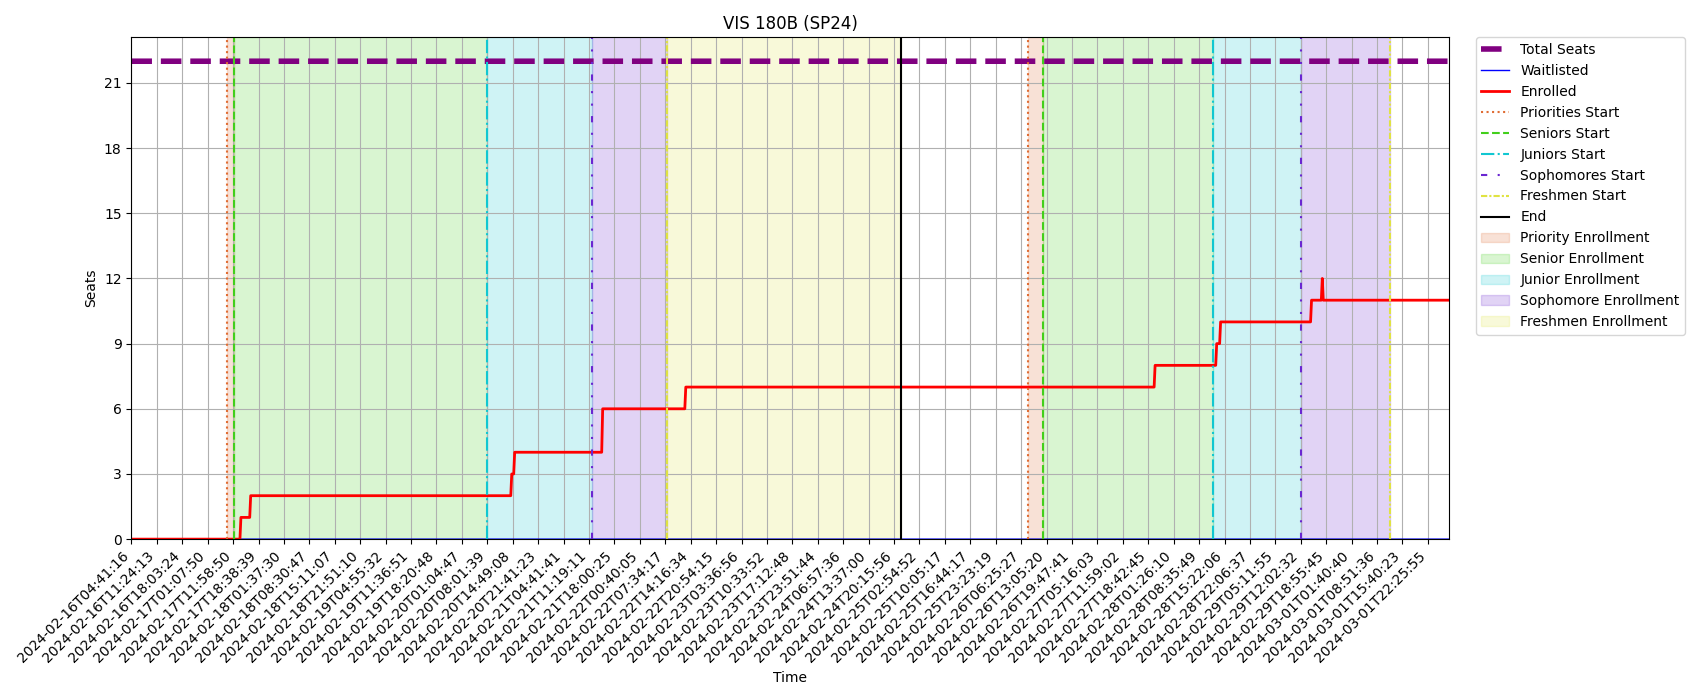 VIS 180B (SP24)
Seats
21
18
15
12
9
6
3
0
2024-02-16T04:41:16
2024-02-16T11:24:13
2024-02-16T18:03:24
2024-02-17T01:07:50
2024-02-17T11:58:50
2024-02-17T18:38:39
2024-02-18T01:37:30
2024-02-18T08:30:47
2024-02-18T15:11:07
2024-02-18T21:51:10
2024-02-19T04:55:32
2024-02-19T11:36:51
2024-02-19T18:20:48
2024-02-20T01:04:47
2024-02-20T08:01:39
2024-02-20T14:49:08
2024-02-20T21:41:23
2024-02-21T04:41:41
2024-02-21T11:19:11
2024-02-21T18:00:25
2024-02-22T00:40:05
2024-02-22T07:34:17
2024-02-22T14:16:34
2024-02-22T20:54:15
2024-02-23T03:36:56
2024-02-23T10:33:52
2024-02-23T17:12:48
2024-02-23T23:51:44
2024-02-24T06:57:36
2024-02-24T13:37:00
2024-02-24T20:15:56
2024-02-25T02:54:52
2024-02-25T10:05:17
2024-02-25T16:44:17
2024-02-25T23:23:19
2024-02-26T06:25:27
2024-02-26T13:05:20
2024-02-26T19:47:41
2024-02-27T05:16:03
2024-02-27T11:59:02
2024-02-27T18:42:45
2024-02-28T01:26:10
2024-02-28T08:35:49
2024-02-28T15:22:06
2024-02-28T22:06:37
2024-02-29T05:11:55
2024-02-29T12:02:32
2024-02-29T18:55:45
2024-03-01T01:40:40
2024-03-01T08:51:36
2024-03-01T15:40:23
2024-03-01T22:25:55
Time
Total Seats
Waitlisted
Enrolled
Priorities Start
Seniors Start
Juniors Start
Sophomores Start
Freshmen Start
End
Priority Enrollment
Senior Enrollment
Junior Enrollment
Sophomore Enrollment
Freshmen Enrollment